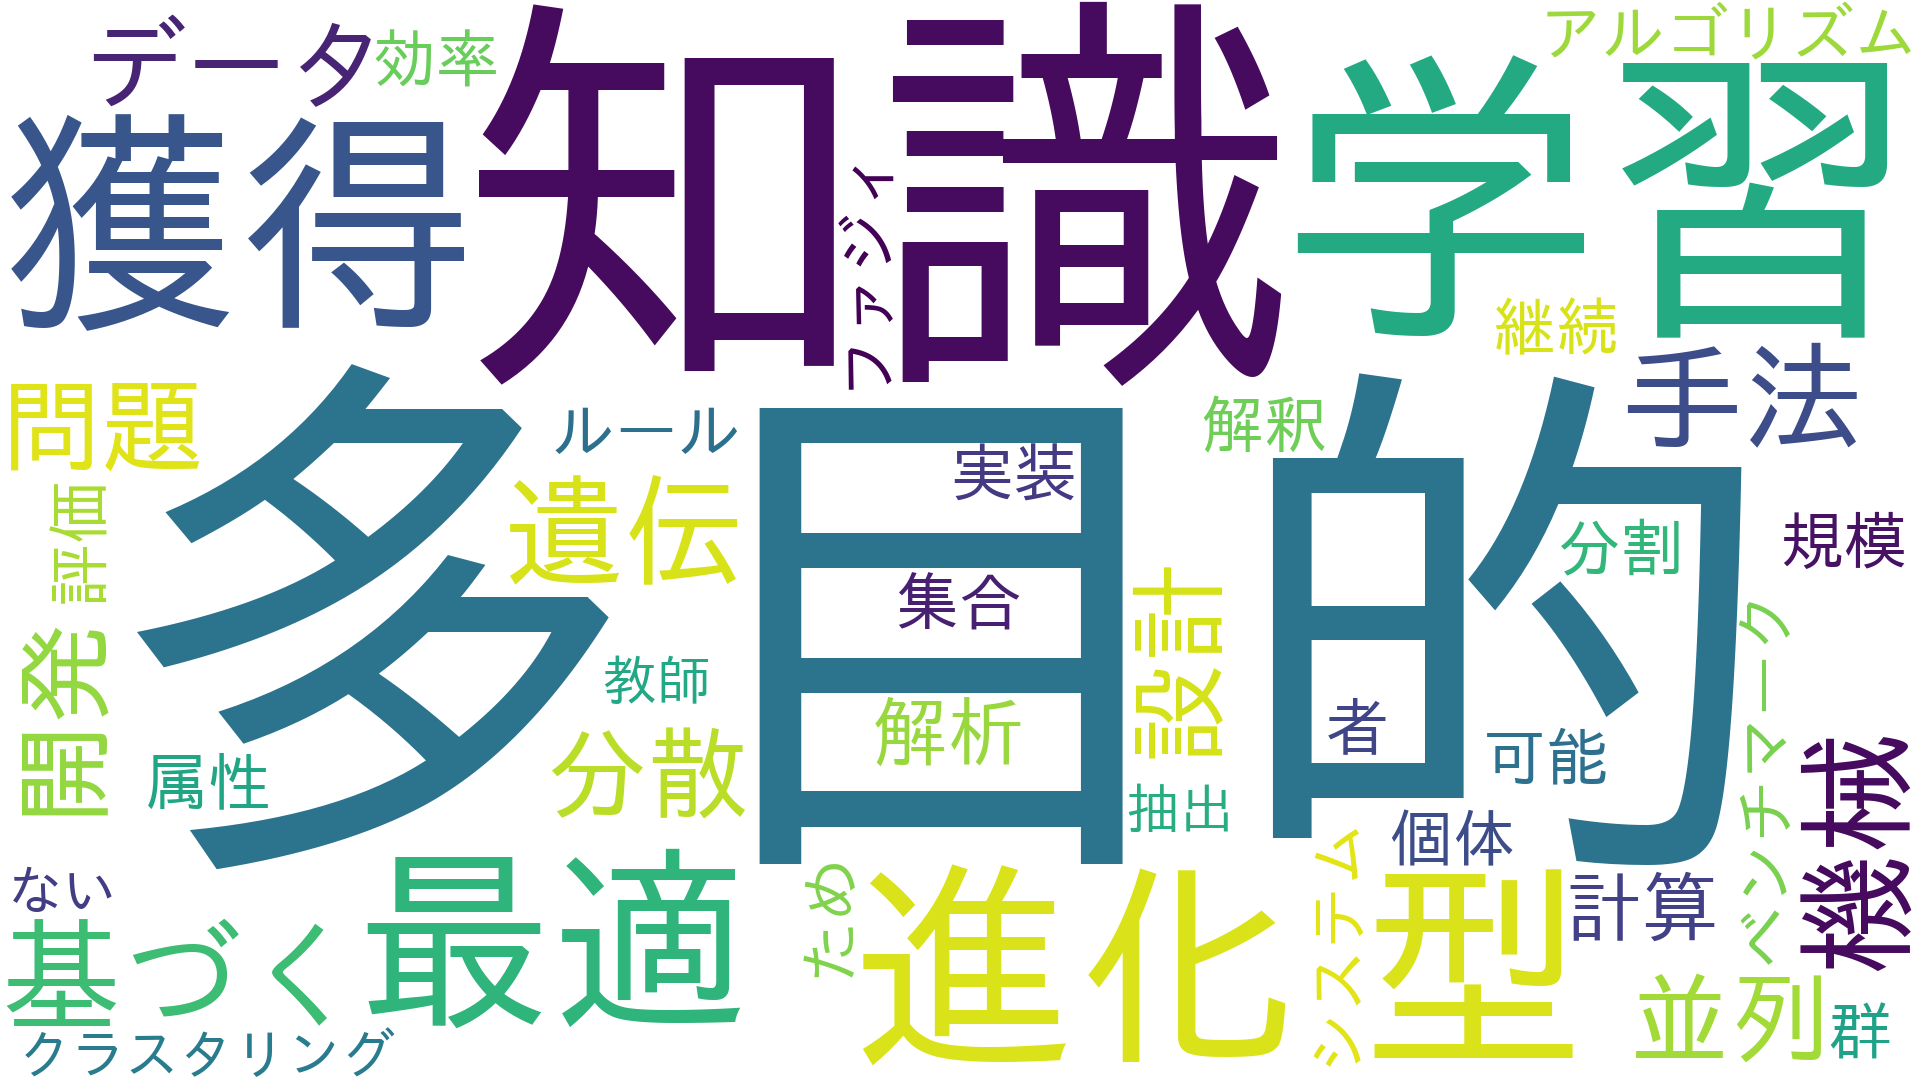 データ
効率
知識
アルゴリズム
学習
獲得
ファジィ
継続
手法
問題
多目的
ルール
解釈
実装
遺伝
評価
規模
分割
集合
設計
開発
教師
解析
者
可能
ベンチマーク
機械
属性
分散
抽出
個体
システム
ない
最適
ため
進化
型
計算
基づく
並列
群
クラスタリング